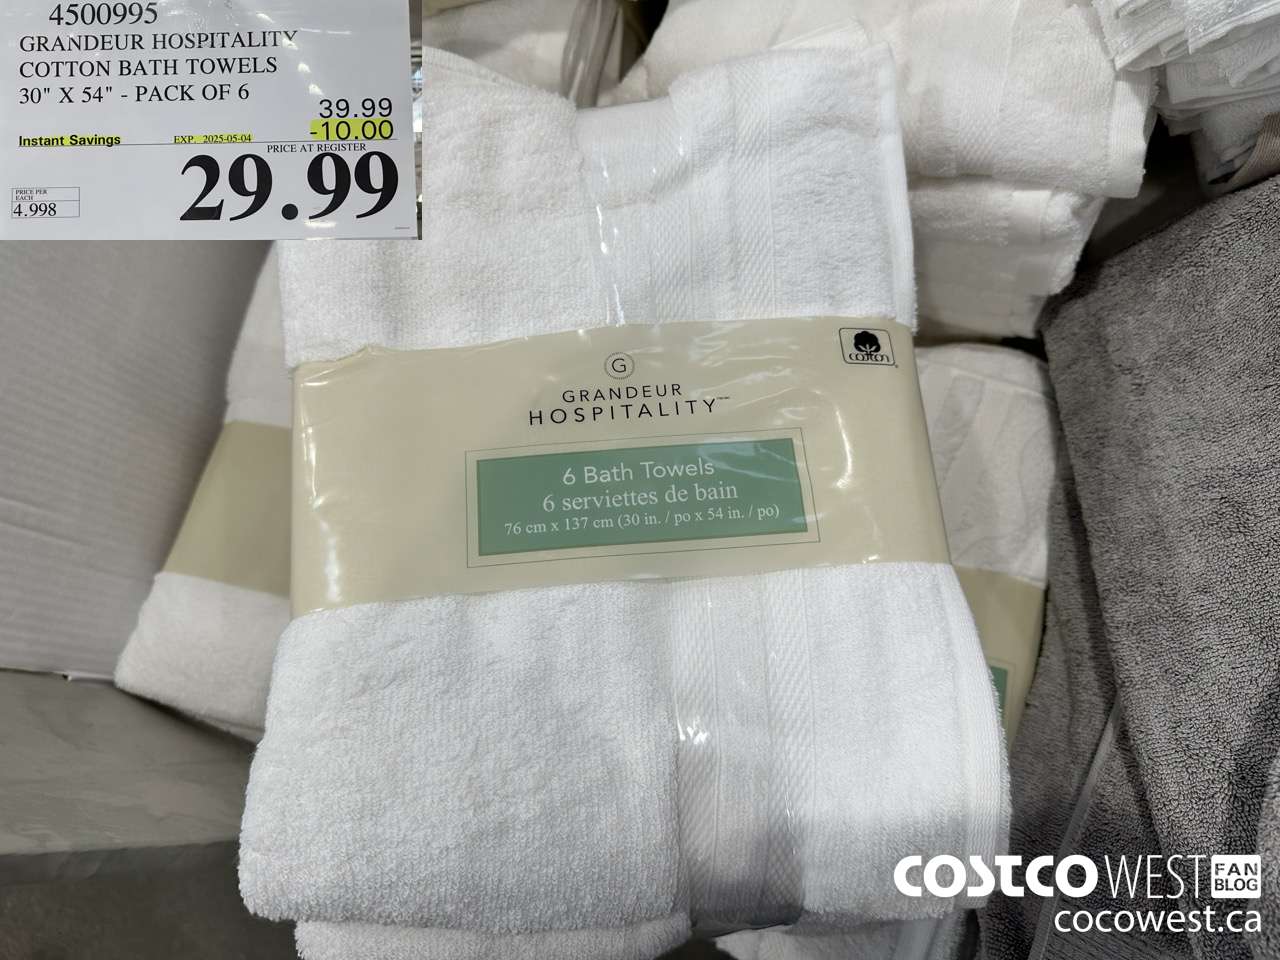 4500995
GRANDEUR HOSPITALITY
COTTON BATH TOWELS
30" X 54" - PACK OF 6
39.99
Instant Savings EXP. 2025-05-04 -10.00
PRICE AT REGISTER
29.99
PRICE PER
EACH
4.998
G
GRANDEUR
HOSPITALITY™
cotton
6 Bath Towels
6 serviettes de bain
76 cm x 137 cm (30 in. / po x 54 in. / po)
COSTCO WEST FAN BLOG
cocowest.ca